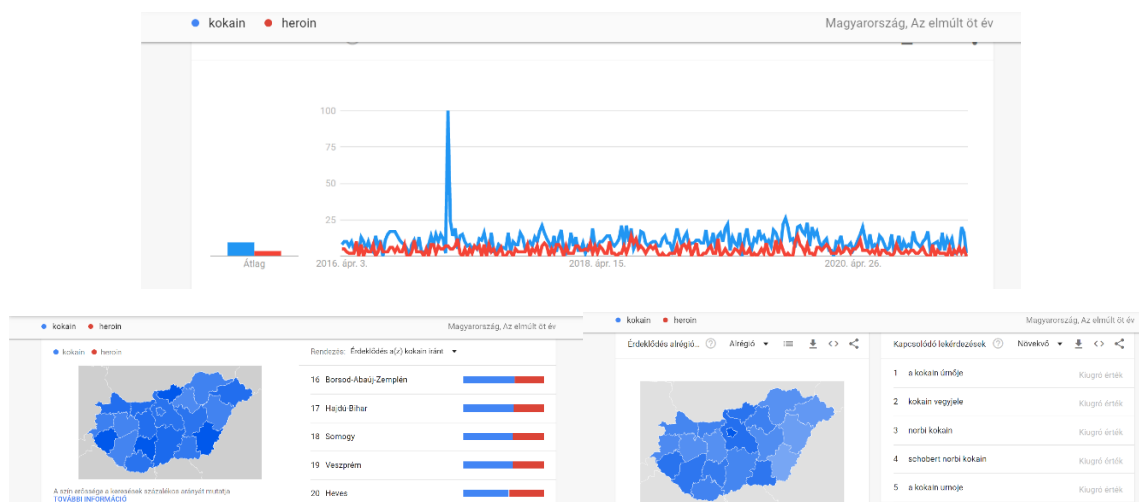 kokain heroin Magyarország, Az elmúlt öt év
100
75
50
25
Átlag 2016. ápr. 3. 2018. ápr. 15. 2020. ápr. 26.
kokain heroin Magyarország, Az elmúlt öt év
kokain heroin
Rendezés: Érdeklődés a(z) kokain iránt
16 Borsod-Abaúj-Zemplén
17 Hajdú-Bihar
18 Somogy
19 Veszprém
20 Heves
A szín erőssége a keresések százalékos arányát mutatja
TOVÁBBI INFORMÁCIÓ
kokain heroin Magyarország, Az elmúlt öt év
Érdeklődés alrégió... Alrégió
Kapcsolódó lekérdezések Növekvő
1 a kokain úrnője Kiugró érték
2 kokain vegyjele Kiugró érték
3 norbi kokain Kiugró érték
4 schobert norbi kokain Kiugró érték
5 a kokain urnoje Kiugró érték